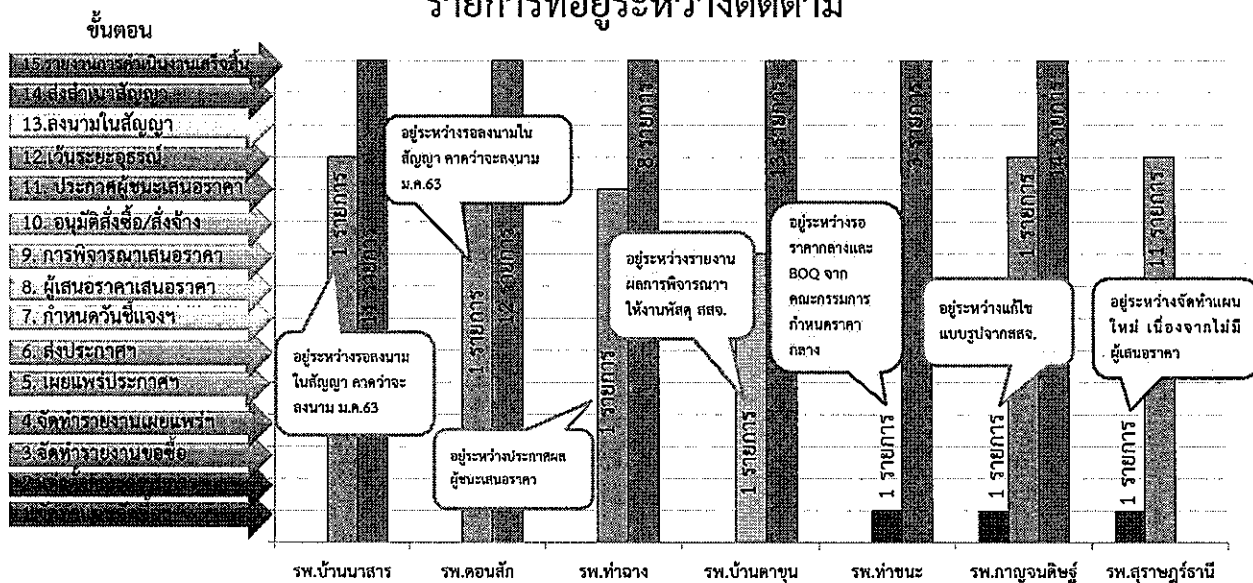 รายการที่อยู่ระหว่างติดตาม
ขั้นตอน
15.รายงานการดำเนินงานเสร็จสิ้น
14.ส่งสำเนาสัญญา
13.ลงนามในสัญญา
12.เว้นระยะอุธรณ์
11. ประกาศผู้ชนะเสนอราคา
10. อนุมัติสั่งซื้อ/สั่งจ้าง
9. การพิจารณาเสนอราคา
8. ผู้เสนอราคาเสนอราคา
7. กำหนดวันชี้แจงฯ
6. ส่งประกาศฯ
5. เผยแพร่ประกาศฯ
4.จัดทำรายงานเผยแพร่ฯ
3.จัดทำรายงานขอซื้อ
1 รายการ
รายการ
อยู่ระหว่างรอลงนาม
ในสัญญา คาดว่าจะ
ลงนาม ม.ค.63
อยู่ระหว่างรอลงนามใน
สัญญา คาดว่าจะลงนาม
ม.ค.63
1 รายการ
12 รายการ
อยู่ระหว่างประกาศผล
ผู้ชนะเสนอราคา
1 รายการ
8 รายการ
อยู่ระหว่างรายงาน
ผลการพิจารณาฯ
ให้งานพัสดุ สสจ.
1 รายการ
13 รายการ
อยู่ระหว่างรอ
ราคากลางและ
BOQ จาก
คณะกรรมการ
กำหนดราคา
กลาง
1 รายการ
3 รายการ
อยู่ระหว่างแก้ไข
แบบรูปจากสสจ.
1 รายการ
1 รายการ
14 รายการ
อยู่ระหว่างจัดทำแผน
ใหม่ เนื่องจากไม่มี
ผู้เสนอราคา
1 รายการ
11 รายการ
รพ.บ้านนาสาร
รพ.ดอนสัก
รพ.ท่าฉาง
รพ.บ้านตาขุน
รพ.ท่าชนะ
รพ.กาญจนดิษฐ์
รพ.สุราษฎร์ธานี